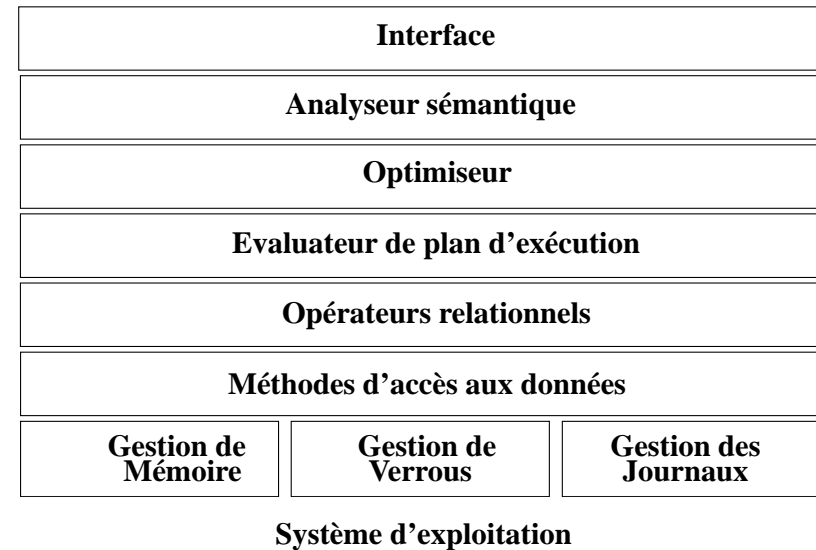 Interface
Analyseur sémantique
Optimiseur
Evaluateur de plan d’exécution
Opérateurs relationnels
Méthodes d’accès aux données
Gestion de
Mémoire
Gestion de
Verrous
Gestion des
Journaux
Système d’exploitation